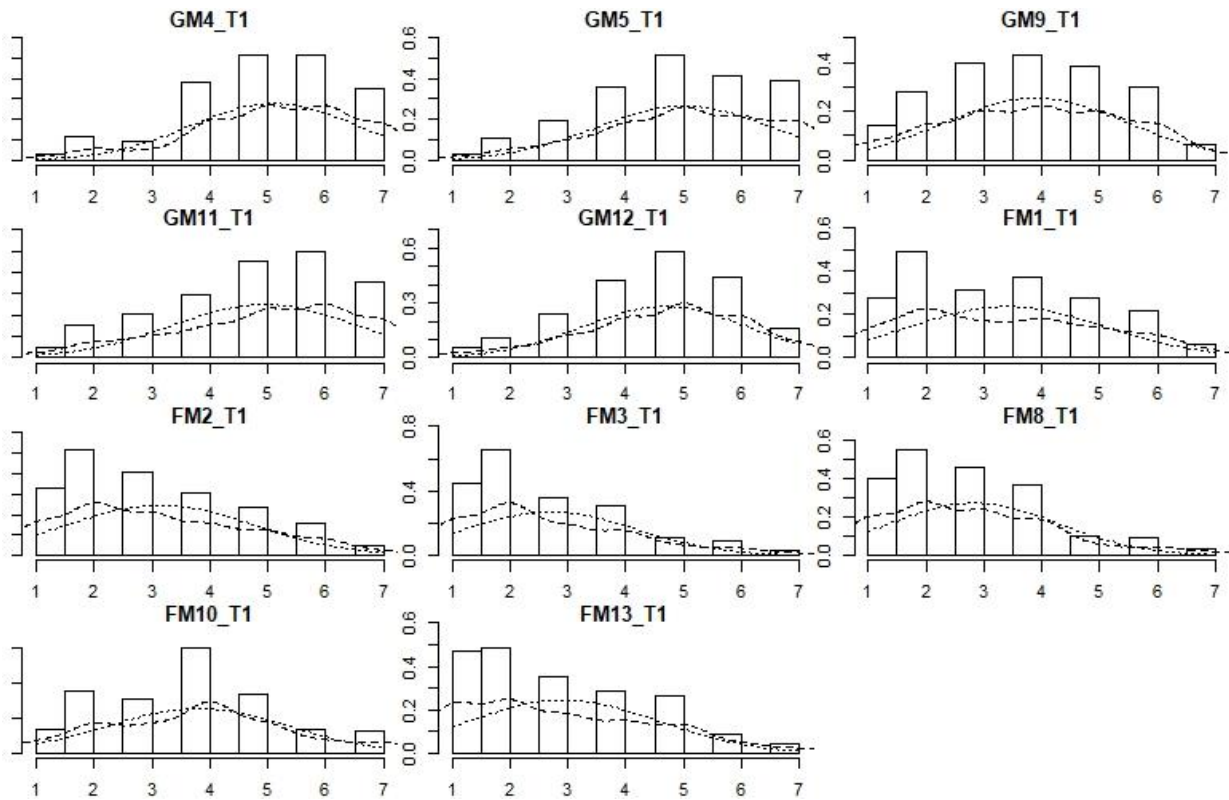 GM4_T1
1 2 3 4 5 6 7
GM5_T1
0.0 0.2 0.4 0.6
1 2 3 4 5 6 7
GM9_T1
0.0 0.2 0.4
1 2 3 4 5 6 7
GM11_T1
1 2 3 4 5 6 7
GM12_T1
0.0 0.3 0.6
1 2 3 4 5 6 7
FM1_T1
0.0 0.2 0.4 0.6
1 2 3 4 5 6 7
FM2_T1
1 2 3 4 5 6 7
FM3_T1
0.0 0.4 0.8
1 2 3 4 5 6 7
FM8_T1
0.0 0.2 0.4 0.6
1 2 3 4 5 6 7
FM10_T1
1 2 3 4 5 6 7
FM13_T1
0.0 0.2 0.4 0.6
1 2 3 4 5 6 7